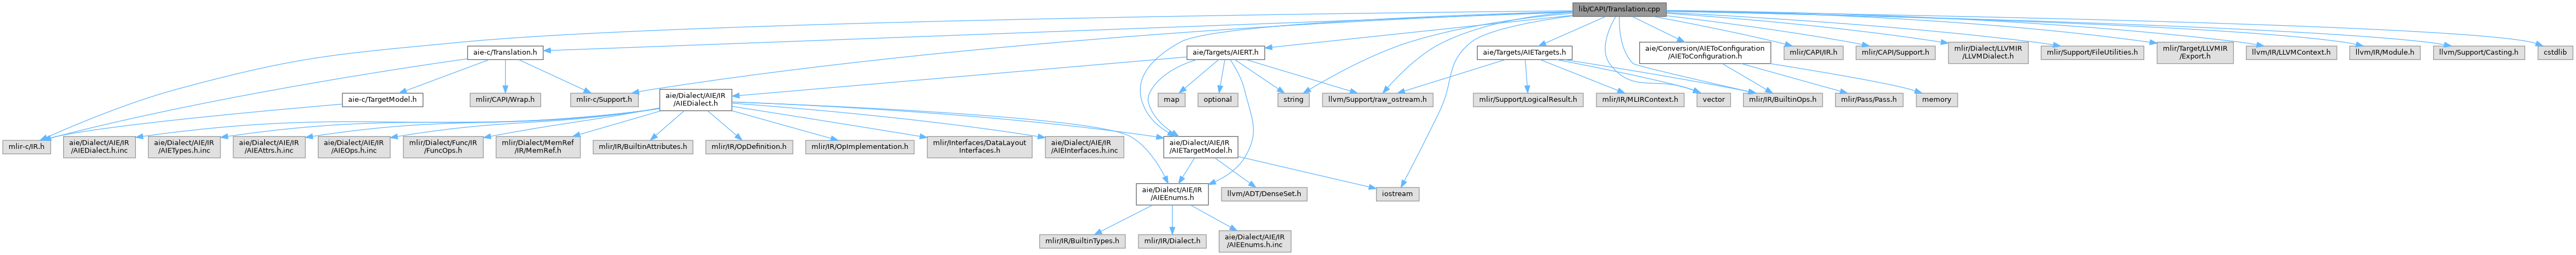 lib/CAPI/Translation.cpp
aie-c/Translation.h
aie/Targets/AIERT.h
aie/Targets/AIETargets.h
aie/Conversion/AIEToConfiguration
/AIEToConfiguration.h
mlir/CAPI/IR.h
mlir/CAPI/Support.h
mlir/Dialect/LLVMIR
/LLVMDialect.h
mlir/Support/FileUtilities.h
mlir/Target/LLVMIR
/Export.h
llvm/IR/LLVMContext.h
llvm/IR/Module.h
llvm/Support/Casting.h
cstdlib
aie-c/TargetModel.h
mlir/CAPI/Wrap.h
mlir-c/Support.h
aie/Dialect/AIE/IR
/AIEDialect.h
map
optional
string
llvm/Support/raw_ostream.h
mlir/Support/LogicalResult.h
mlir/IR/MLIRContext.h
vector
mlir/IR/BuiltinOps.h
mlir/Pass/Pass.h
memory
mlir-c/IR.h
aie/Dialect/AIE/IR
/AIEDialect.h.inc
aie/Dialect/AIE/IR
/AIETypes.h.inc
aie/Dialect/AIE/IR
/AIEAttrs.h.inc
aie/Dialect/AIE/IR
/AIEOps.h.inc
mlir/Dialect/Func/IR
/FuncOps.h
mlir/Dialect/MemRef
/IR/MemRef.h
mlir/IR/BuiltinAttributes.h
mlir/IR/OpDefinition.h
mlir/IR/OpImplementation.h
mlir/Interfaces/DataLayout
Interfaces.h
aie/Dialect/AIE/IR
/AIEInterfaces.h.inc
aie/Dialect/AIE/IR
/AIETargetModel.h
aie/Dialect/AIE/IR
/AIEEnums.h
llvm/ADT/DenseSet.h
iostream
mlir/IR/BuiltinTypes.h
mlir/IR/Dialect.h
aie/Dialect/AIE/IR
/AIEEnums.h.inc